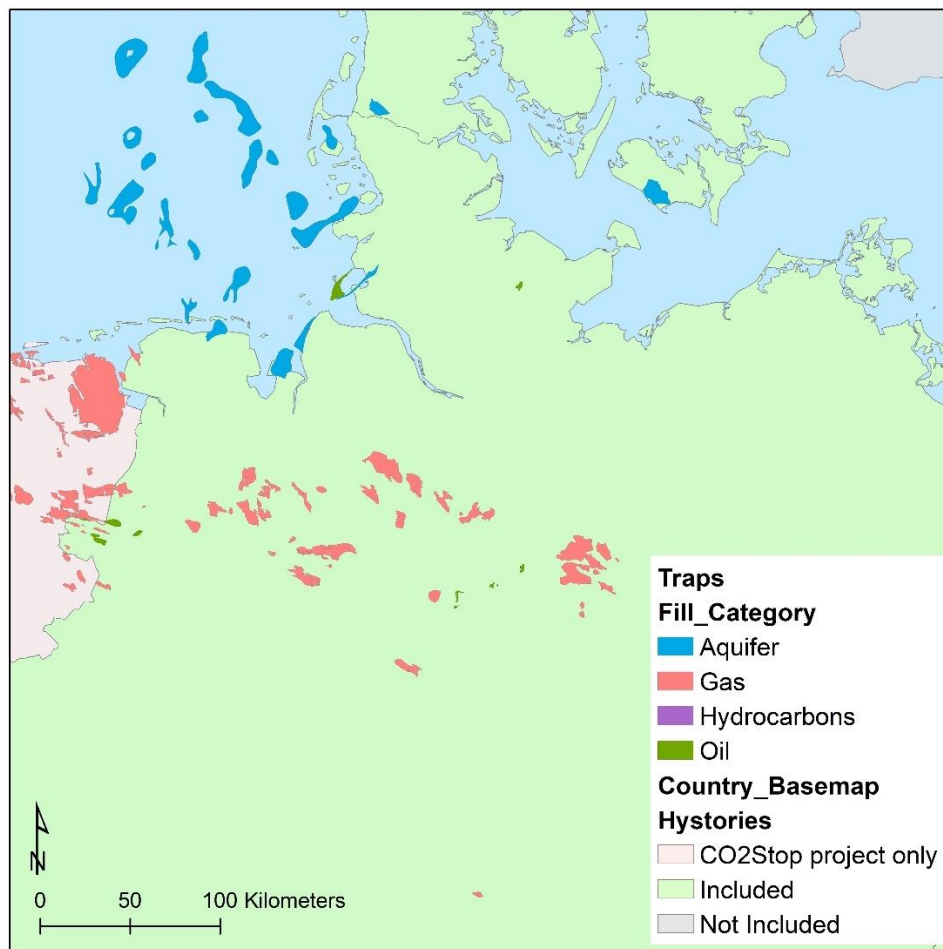 Traps
Fill_Category
Aquifer
Gas
Hydrocarbons
Oil
Country_Basemap
Hystories
CO2Stop project only
Included
Not Included
N
0 50 100 Kilometers